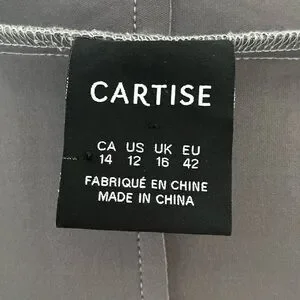 CARTISE
CA US UK EU
14 12 16 42
FABRIQUÉ EN CHINE
MADE IN CHINA